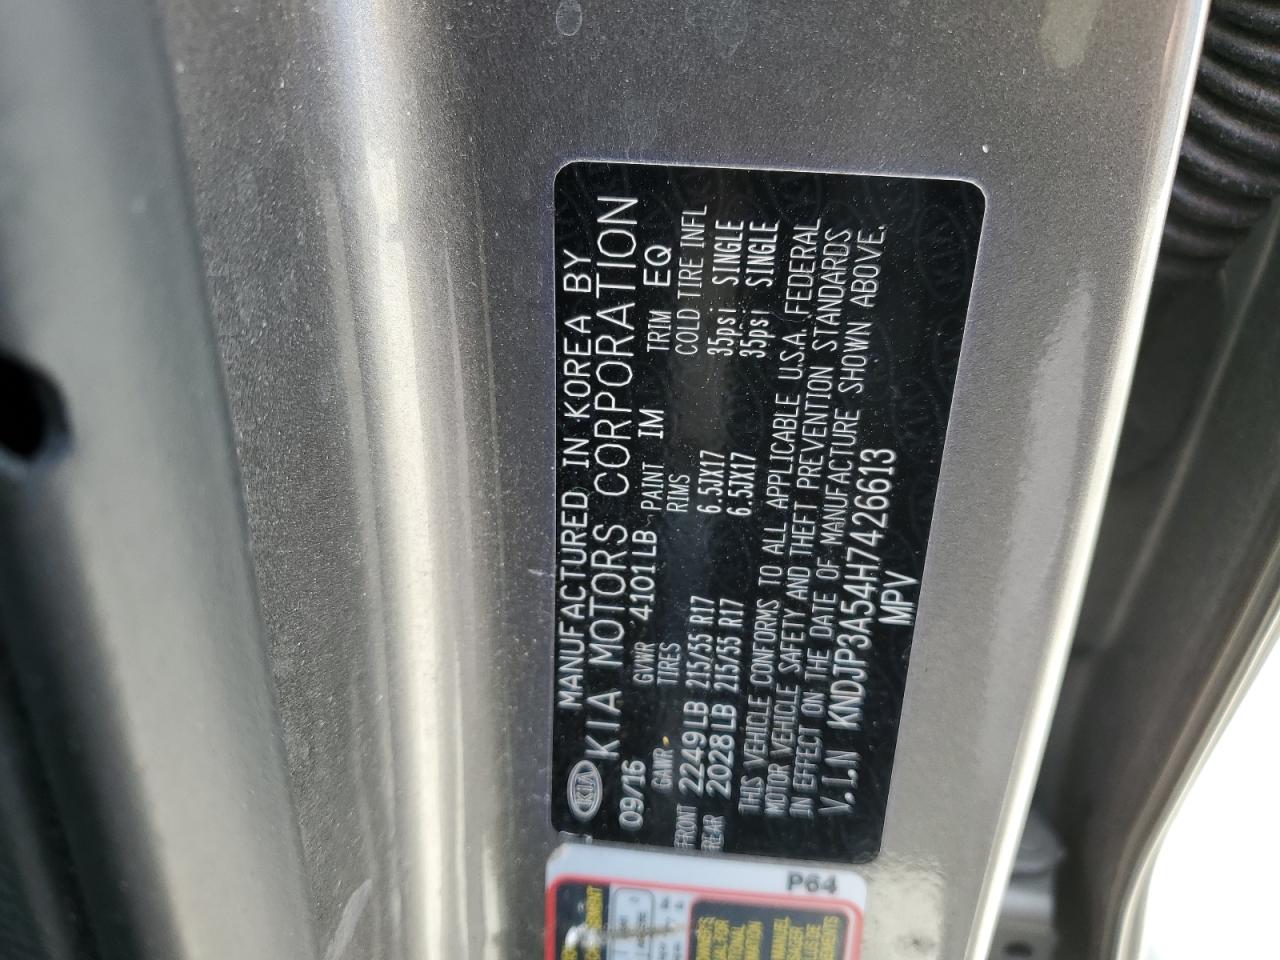 MANUFACTURED IN KOREA BY
KIA KIA MOTORS CORPORATION
09/16 GVWR 4101LB PAINT IM TRIM EQ
GAWR TIRES RIMS COLD TIRE INFL
FRONT 2249LB 215/55 R17 6.5JX17 35psi SINGLE
REAR 2028LB 215/55 R17 6.5JX17 35psi SINGLE
THIS VEHICLE CONFORMS TO ALL APPLICABLE U.S.A. FEDERAL
MOTOR VEHICLE SAFETY AND THEFT PREVENTION STANDARDS
IN EFFECT ON THE DATE OF MANUFACTURE SHOWN ABOVE.
V.I.N KNDJP3A54H7426613
MPV
P64